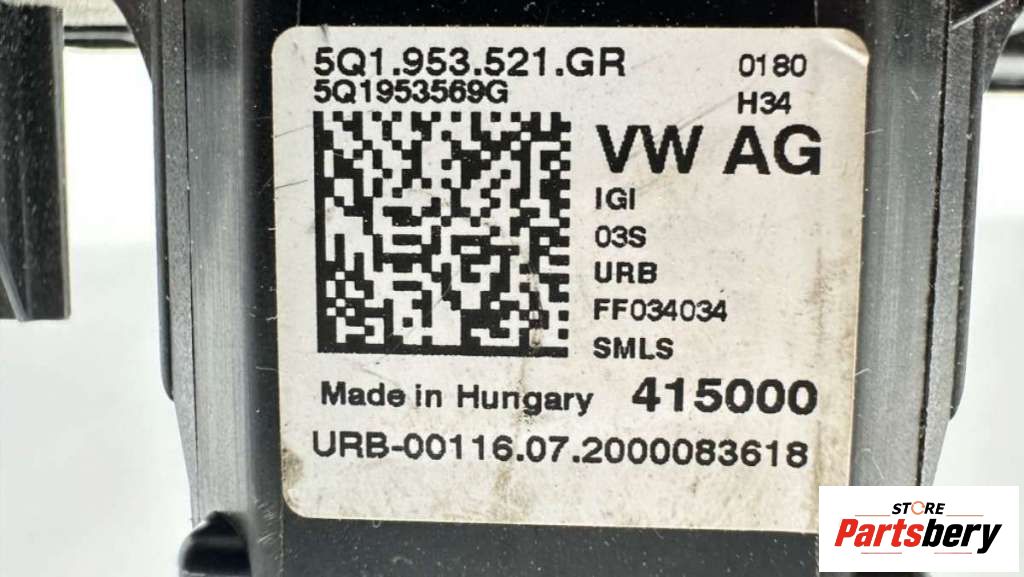 5Q1.953.521.GR
5Q1953569G
0180
H34
VW AG
IGI
03S
URB
FF034034
SMLS
Made in Hungary 415000
URB-00116.07.2000083618
STORE
Partsbery